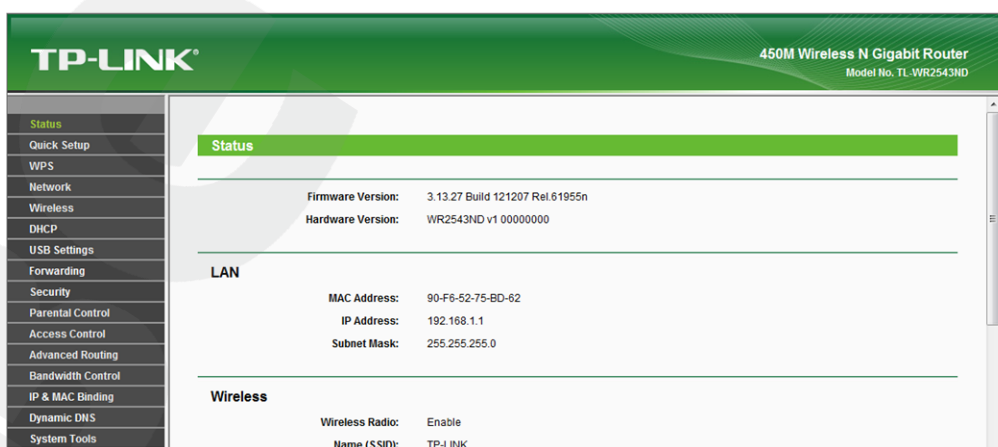 TP-LINK®
450M Wireless N Gigabit Router
Model No. TL-WR2543ND
Status
Quick Setup
WPS
Network
Wireless
DHCP
USB Settings
Forwarding
Security
Parental Control
Access Control
Advanced Routing
Bandwidth Control
IP & MAC Binding
Dynamic DNS
System Tools
Status
Firmware Version: 3.13.27 Build 121207 Rel.61955n
Hardware Version: WR2543ND v1 00000000
LAN
MAC Address: 90-F6-52-75-BD-62
IP Address: 192.168.1.1
Subnet Mask: 255.255.255.0
Wireless
Wireless Radio: Enable
Name (SSID): TP-LINK